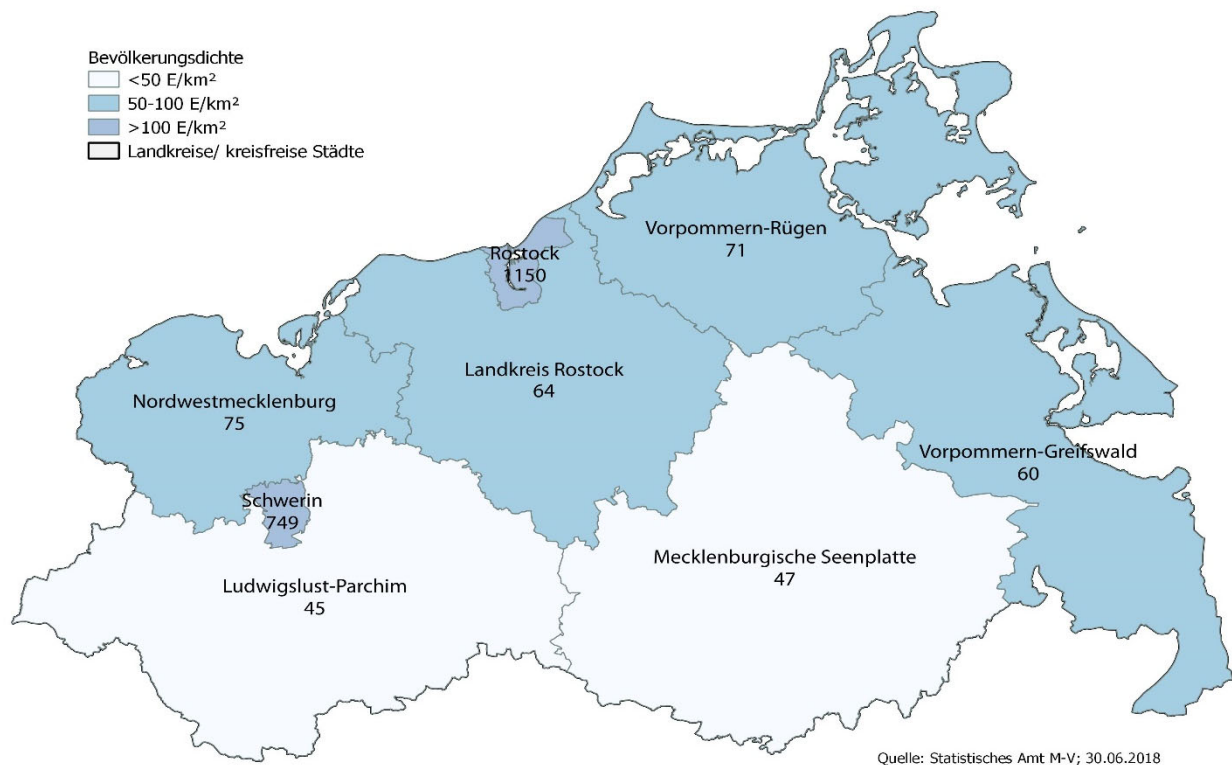 Bevölkerungsdichte
<50 E/km²
50-100 E/km²
>100 E/km²
Landkreise/ kreisfreise Städte
Vorpommern-Rügen
71
Rostock
1150
Landkreis Rostock
64
Nordwestmecklenburg
75
Vorpommern-Greifswald
60
Schwerin
749
Mecklenburgische Seenplatte
47
Ludwigslust-Parchim
45
Quelle: Statistisches Amt M-V; 30.06.2018